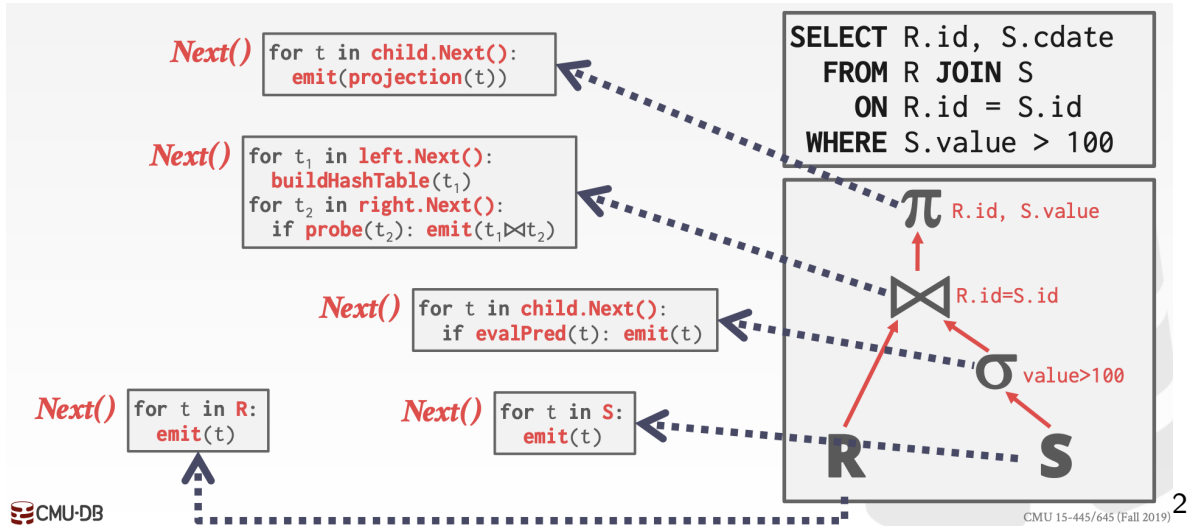 Next()
for t in child.Next():
emit(projection(t))
SELECT R.id, S.cdate
FROM R JOIN S
ON R.id = S.id
WHERE S.value > 100
Next()
for t1 in left.Next():
buildHashTable(t1)
for t2 in right.Next():
if probe(t2): emit(t1⨝t2)
π R.id, S.value
⨝ R.id=S.id
Next()
for t in child.Next():
if evalPred(t): emit(t)
σ value>100
Next()
for t in R:
emit(t)
Next()
for t in S:
emit(t)
R
S
CMU·DB
CMU 15-445/645 (Fall 2019)
2